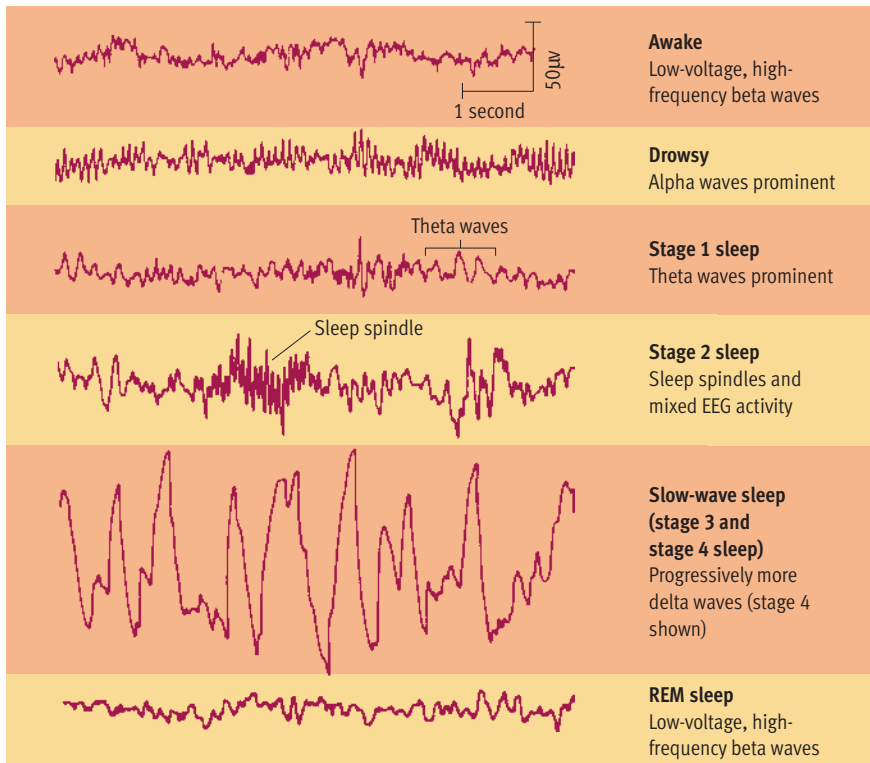 Awake
Low-voltage, high-
frequency beta waves
50μv
1 second
Drowsy
Alpha waves prominent
Theta waves
Stage 1 sleep
Theta waves prominent
Sleep spindle
Stage 2 sleep
Sleep spindles and
mixed EEG activity
Slow-wave sleep
(stage 3 and
stage 4 sleep)
Progressively more
delta waves (stage 4
shown)
REM sleep
Low-voltage, high-
frequency beta waves